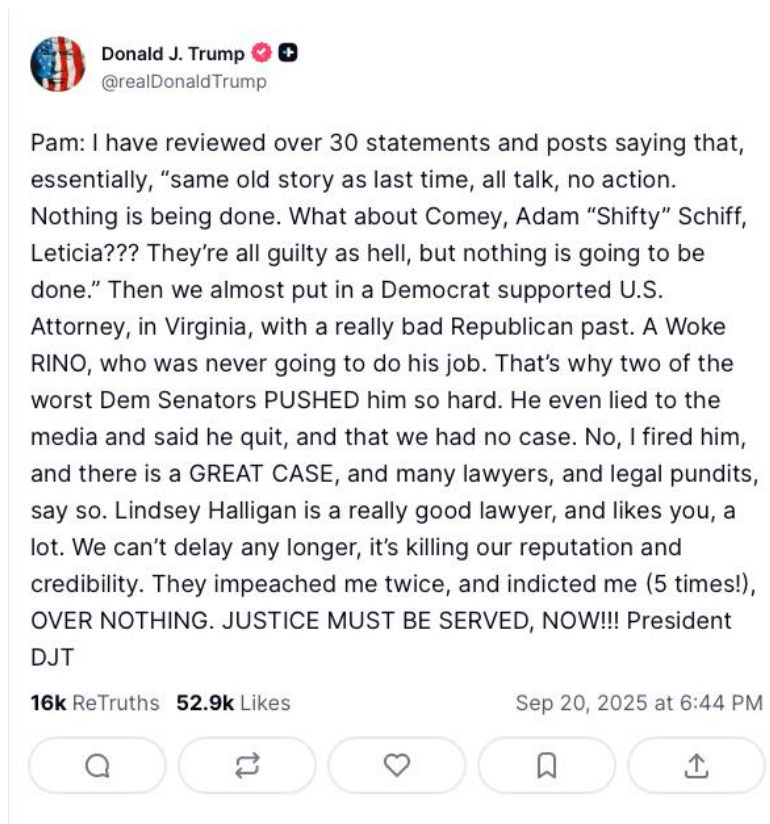 Donald J. Trump
@realDonaldTrump
Pam: I have reviewed over 30 statements and posts saying that,
essentially, “same old story as last time, all talk, no action.
Nothing is being done. What about Comey, Adam “Shifty” Schiff,
Leticia??? They’re all guilty as hell, but nothing is going to be
done.” Then we almost put in a Democrat supported U.S.
Attorney, in Virginia, with a really bad Republican past. A Woke
RINO, who was never going to do his job. That’s why two of the
worst Dem Senators PUSHED him so hard. He even lied to the
media and said he quit, and that we had no case. No, I fired him,
and there is a GREAT CASE, and many lawyers, and legal pundits,
say so. Lindsey Halligan is a really good lawyer, and likes you, a
lot. We can’t delay any longer, it’s killing our reputation and
credibility. They impeached me twice, and indicted me (5 times!),
OVER NOTHING. JUSTICE MUST BE SERVED, NOW!!! President
DJT
16k ReTruths 52.9k Likes Sep 20, 2025 at 6:44 PM